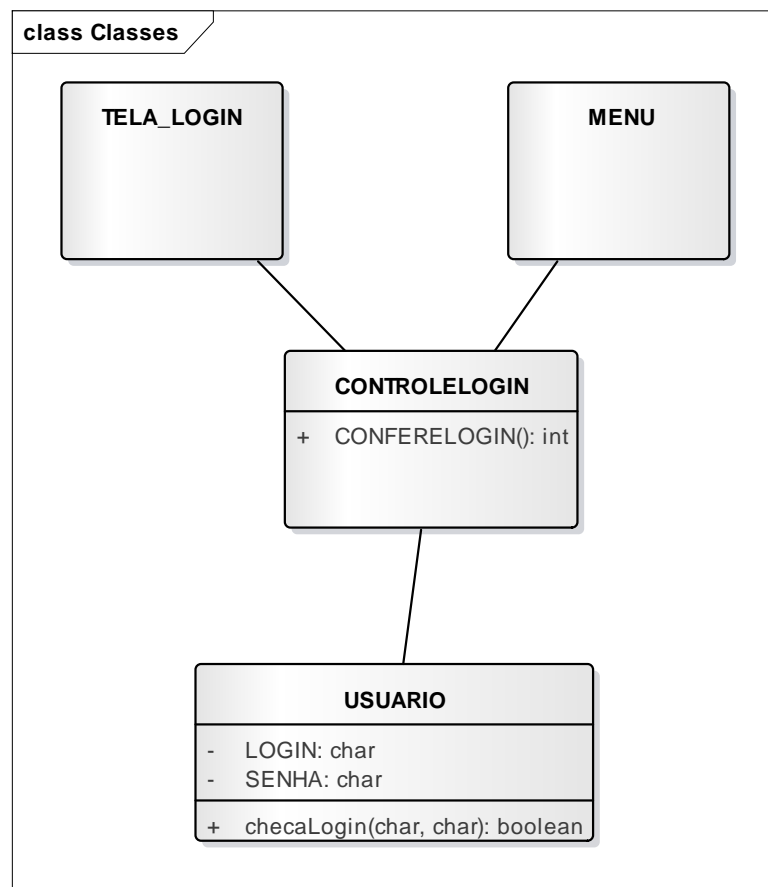 class Classes
TELA_LOGIN
MENU
CONTROLELOGIN
+ CONFERELOGIN(): int
USUARIO
- LOGIN: char
- SENHA: char
+ checaLogin(char, char): boolean